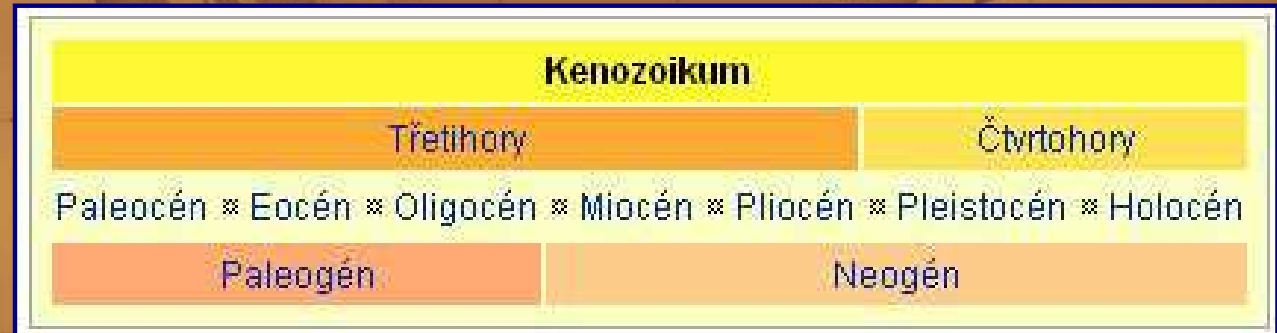 Kenozoikum
Třetihory Čtvrtohory
Paleocén ¤ Eocén ¤ Oligocén ¤ Miocén ¤ Pliocén ¤ Pleistocén ¤ Holocén
Paleogén Neogén